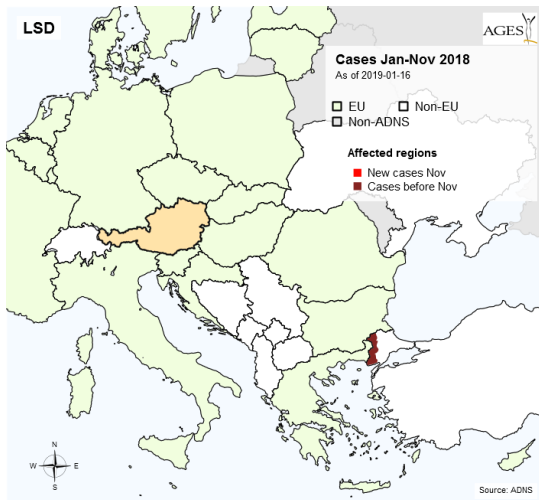 LSD
AGES
Cases Jan-Nov 2018
As of 2019-01-16
EU
Non-EU
Non-ADNS
Affected regions
New cases Nov
Cases before Nov
N
W
E
S
Source: ADNS